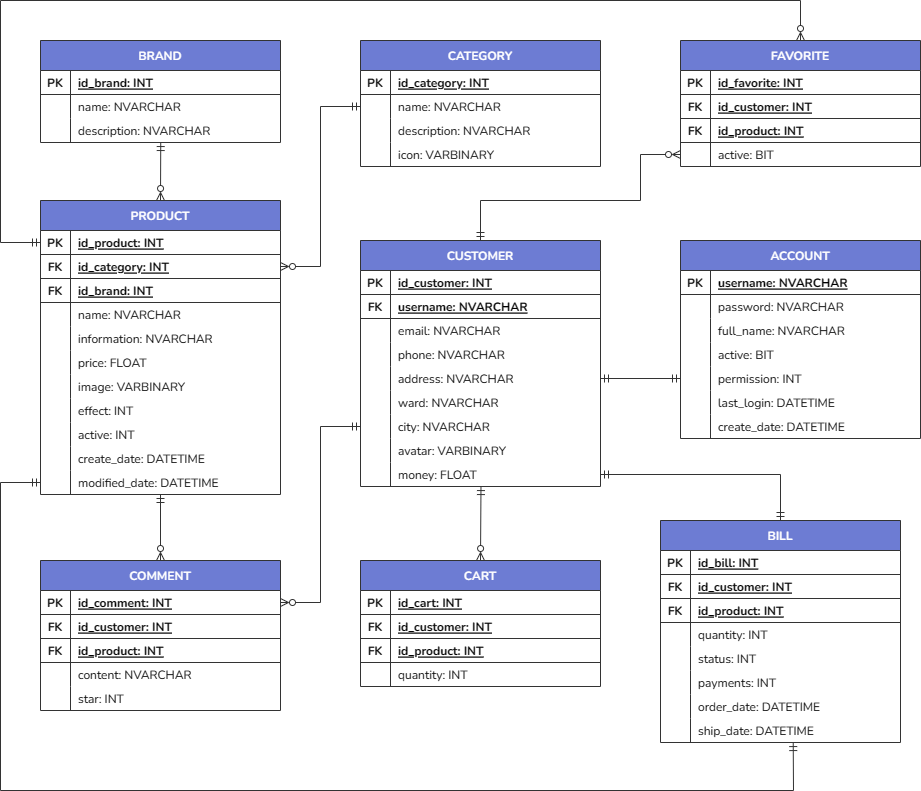 BRAND
PK id_brand: INT
name: NVARCHAR
description: NVARCHAR
CATEGORY
PK id_category: INT
name: NVARCHAR
description: NVARCHAR
icon: VARBINARY
FAVORITE
PK id_favorite: INT
FK id_customer: INT
FK id_product: INT
active: BIT
PRODUCT
PK id_product: INT
FK id_category: INT
FK id_brand: INT
name: NVARCHAR
information: NVARCHAR
price: FLOAT
image: VARBINARY
effect: INT
active: INT
create_date: DATETIME
modified_date: DATETIME
CUSTOMER
PK id_customer: INT
FK username: NVARCHAR
email: NVARCHAR
phone: NVARCHAR
address: NVARCHAR
ward: NVARCHAR
city: NVARCHAR
avatar: VARBINARY
money: FLOAT
ACCOUNT
PK username: NVARCHAR
password: NVARCHAR
full_name: NVARCHAR
active: BIT
permission: INT
last_login: DATETIME
create_date: DATETIME
COMMENT
PK id_comment: INT
FK id_customer: INT
FK id_product: INT
content: NVARCHAR
star: INT
CART
PK id_cart: INT
FK id_customer: INT
FK id_product: INT
quantity: INT
BILL
PK id_bill: INT
FK id_customer: INT
FK id_product: INT
quantity: INT
status: INT
payments: INT
order_date: DATETIME
ship_date: DATETIME